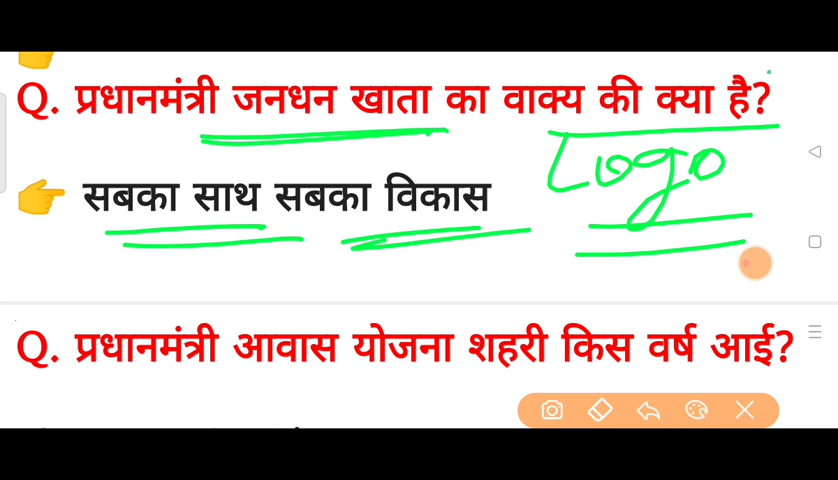 Q. प्रधानमंत्री जनधन खाता का वाक्य की क्या है?
Logo
सबका साथ सबका विकास
Q. प्रधानमंत्री आवास योजना शहरी किस वर्ष आई?